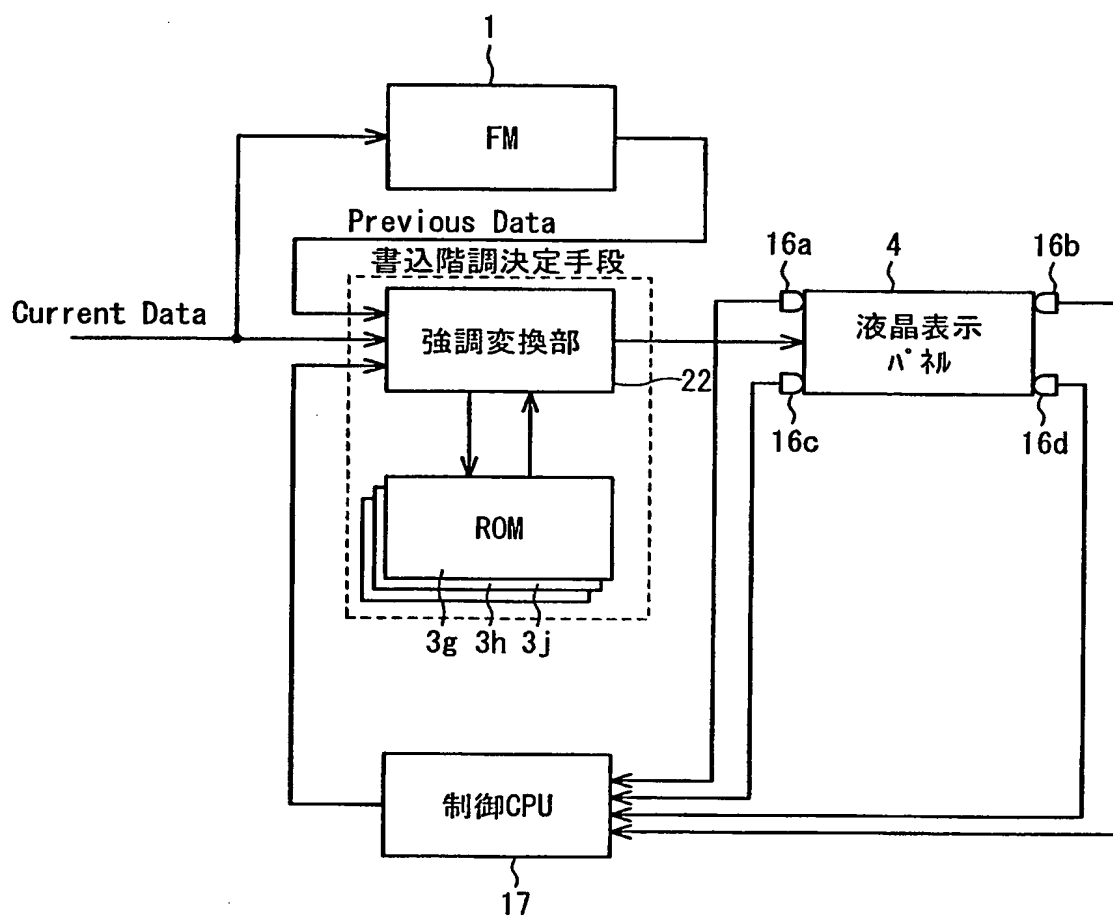 1
FM
Previous Data
書込階調決定手段
Current Data
強調変換部
22
16a
4
16b
液晶表示
パネル
16c
16d
ROM
3g 3h 3j
制御CPU
17